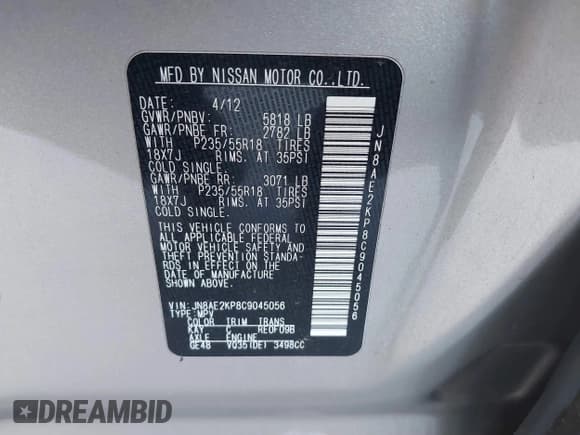 MFD BY NISSAN MOTOR CO.,LTD.
DATE: 4/12
GVWR/PNBV: 5818 LB
GAWR/PNBE FR: 2782 LB
WITH P235/55R18 TIRES
18X7J RIMS. AT 35PSI
COLD SINGLE.
GAWR/PNBE RR: 3071 LB
WITH P235/55R18 TIRES
18X7J RIMS. AT 35PSI
COLD SINGLE.
THIS VEHICLE CONFORMS TO
ALL APPLICABLE FEDERAL
MOTOR VEHICLE SAFETY AND
THEFT PREVENTION STANDA-
RDS IN EFFECT ON THE
DATE OF MANUFACTURE
SHOWN ABOVE.
VIN: JN8AE2KP8C9045056
TYPE: MPV
COLOR TRIM TRANS
KAY C RE0F09B
AXLE ENGINE
GE48 VQ35(DE) 3498CC
JN8AE2KP8C9045056
DREAMBID